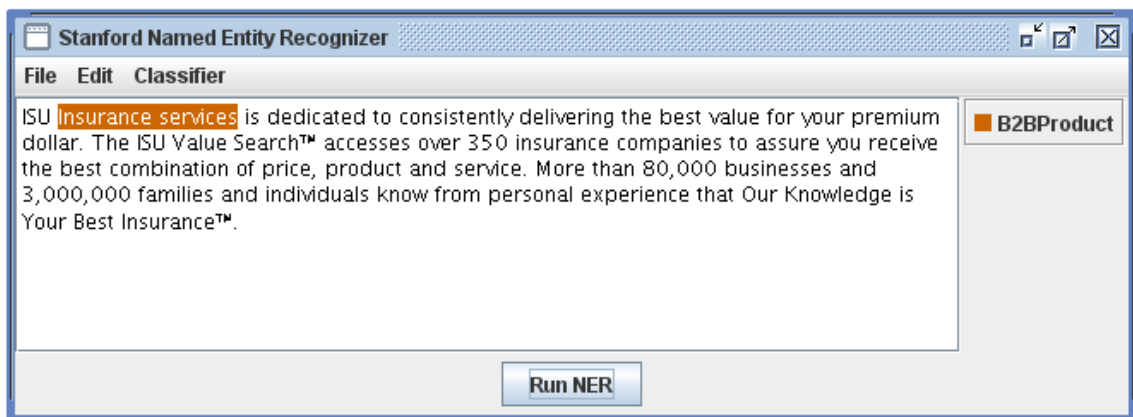 Stanford Named Entity Recognizer
File Edit Classifier
ISU Insurance services is dedicated to consistently delivering the best value for your premium
dollar. The ISU Value Search™ accesses over 350 insurance companies to assure you receive
the best combination of price, product and service. More than 80,000 businesses and
3,000,000 families and individuals know from personal experience that Our Knowledge is
Your Best Insurance™.
B2BProduct
Run NER